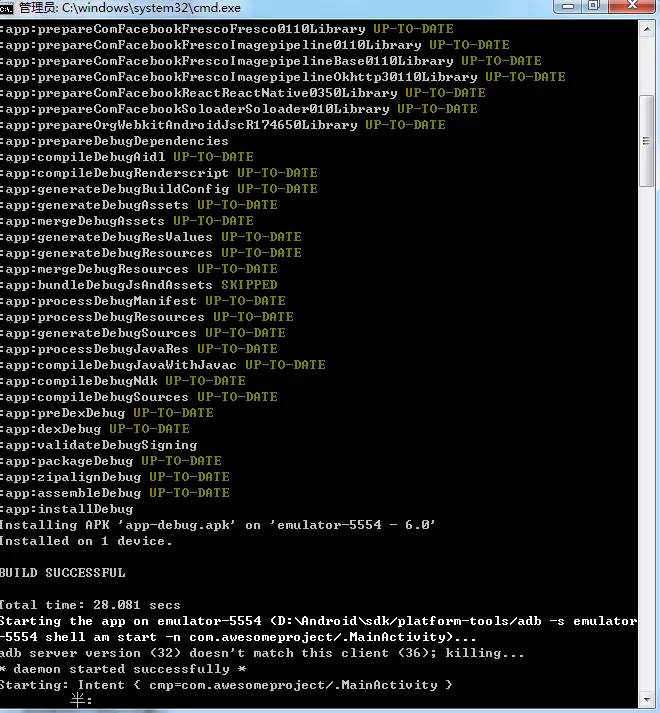 管理员: C:\windows\system32\cmd.exe
:app:prepareComFacebookFrescoFresco0110Library UP-TO-DATE
:app:prepareComFacebookFrescoImagepipeline0110Library UP-TO-DATE
:app:prepareComFacebookFrescoImagepipelineBase0110Library UP-TO-DATE
:app:prepareComFacebookFrescoImagepipelineOkhttp30110Library UP-TO-DATE
:app:prepareComFacebookReactReactNative0350Library UP-TO-DATE
:app:prepareComFacebookSoloaderSoloader010Library UP-TO-DATE
:app:prepareOrgWebkitAndroidJscR174650Library UP-TO-DATE
:app:prepareDebugDependencies
:app:compileDebugAidl UP-TO-DATE
:app:compileDebugRenderscript UP-TO-DATE
:app:generateDebugBuildConfig UP-TO-DATE
:app:generateDebugAssets UP-TO-DATE
:app:mergeDebugAssets UP-TO-DATE
:app:generateDebugResValues UP-TO-DATE
:app:generateDebugResources UP-TO-DATE
:app:mergeDebugResources UP-TO-DATE
:app:bundleDebugJsAndAssets SKIPPED
:app:processDebugManifest UP-TO-DATE
:app:processDebugResources UP-TO-DATE
:app:generateDebugSources UP-TO-DATE
:app:processDebugJavaRes UP-TO-DATE
:app:compileDebugJavaWithJavac UP-TO-DATE
:app:compileDebugNdk UP-TO-DATE
:app:compileDebugSources UP-TO-DATE
:app:preDexDebug UP-TO-DATE
:app:dexDebug UP-TO-DATE
:app:validateDebugSigning
:app:packageDebug UP-TO-DATE
:app:zipalignDebug UP-TO-DATE
:app:assembleDebug UP-TO-DATE
:app:installDebug
Installing APK 'app-debug.apk' on 'emulator-5554 - 6.0'
Installed on 1 device.
BUILD SUCCESSFUL
Total time: 28.081 secs
Starting the app on emulator-5554 (D:\Android\sdk/platform-tools/adb -s emulator
-5554 shell am start -n com.awesomeproject/.MainActivity)...
adb server version (32) doesn't match this client (36); killing...
* daemon started successfully *
Starting: Intent { cmp=com.awesomeproject/.MainActivity }
半: